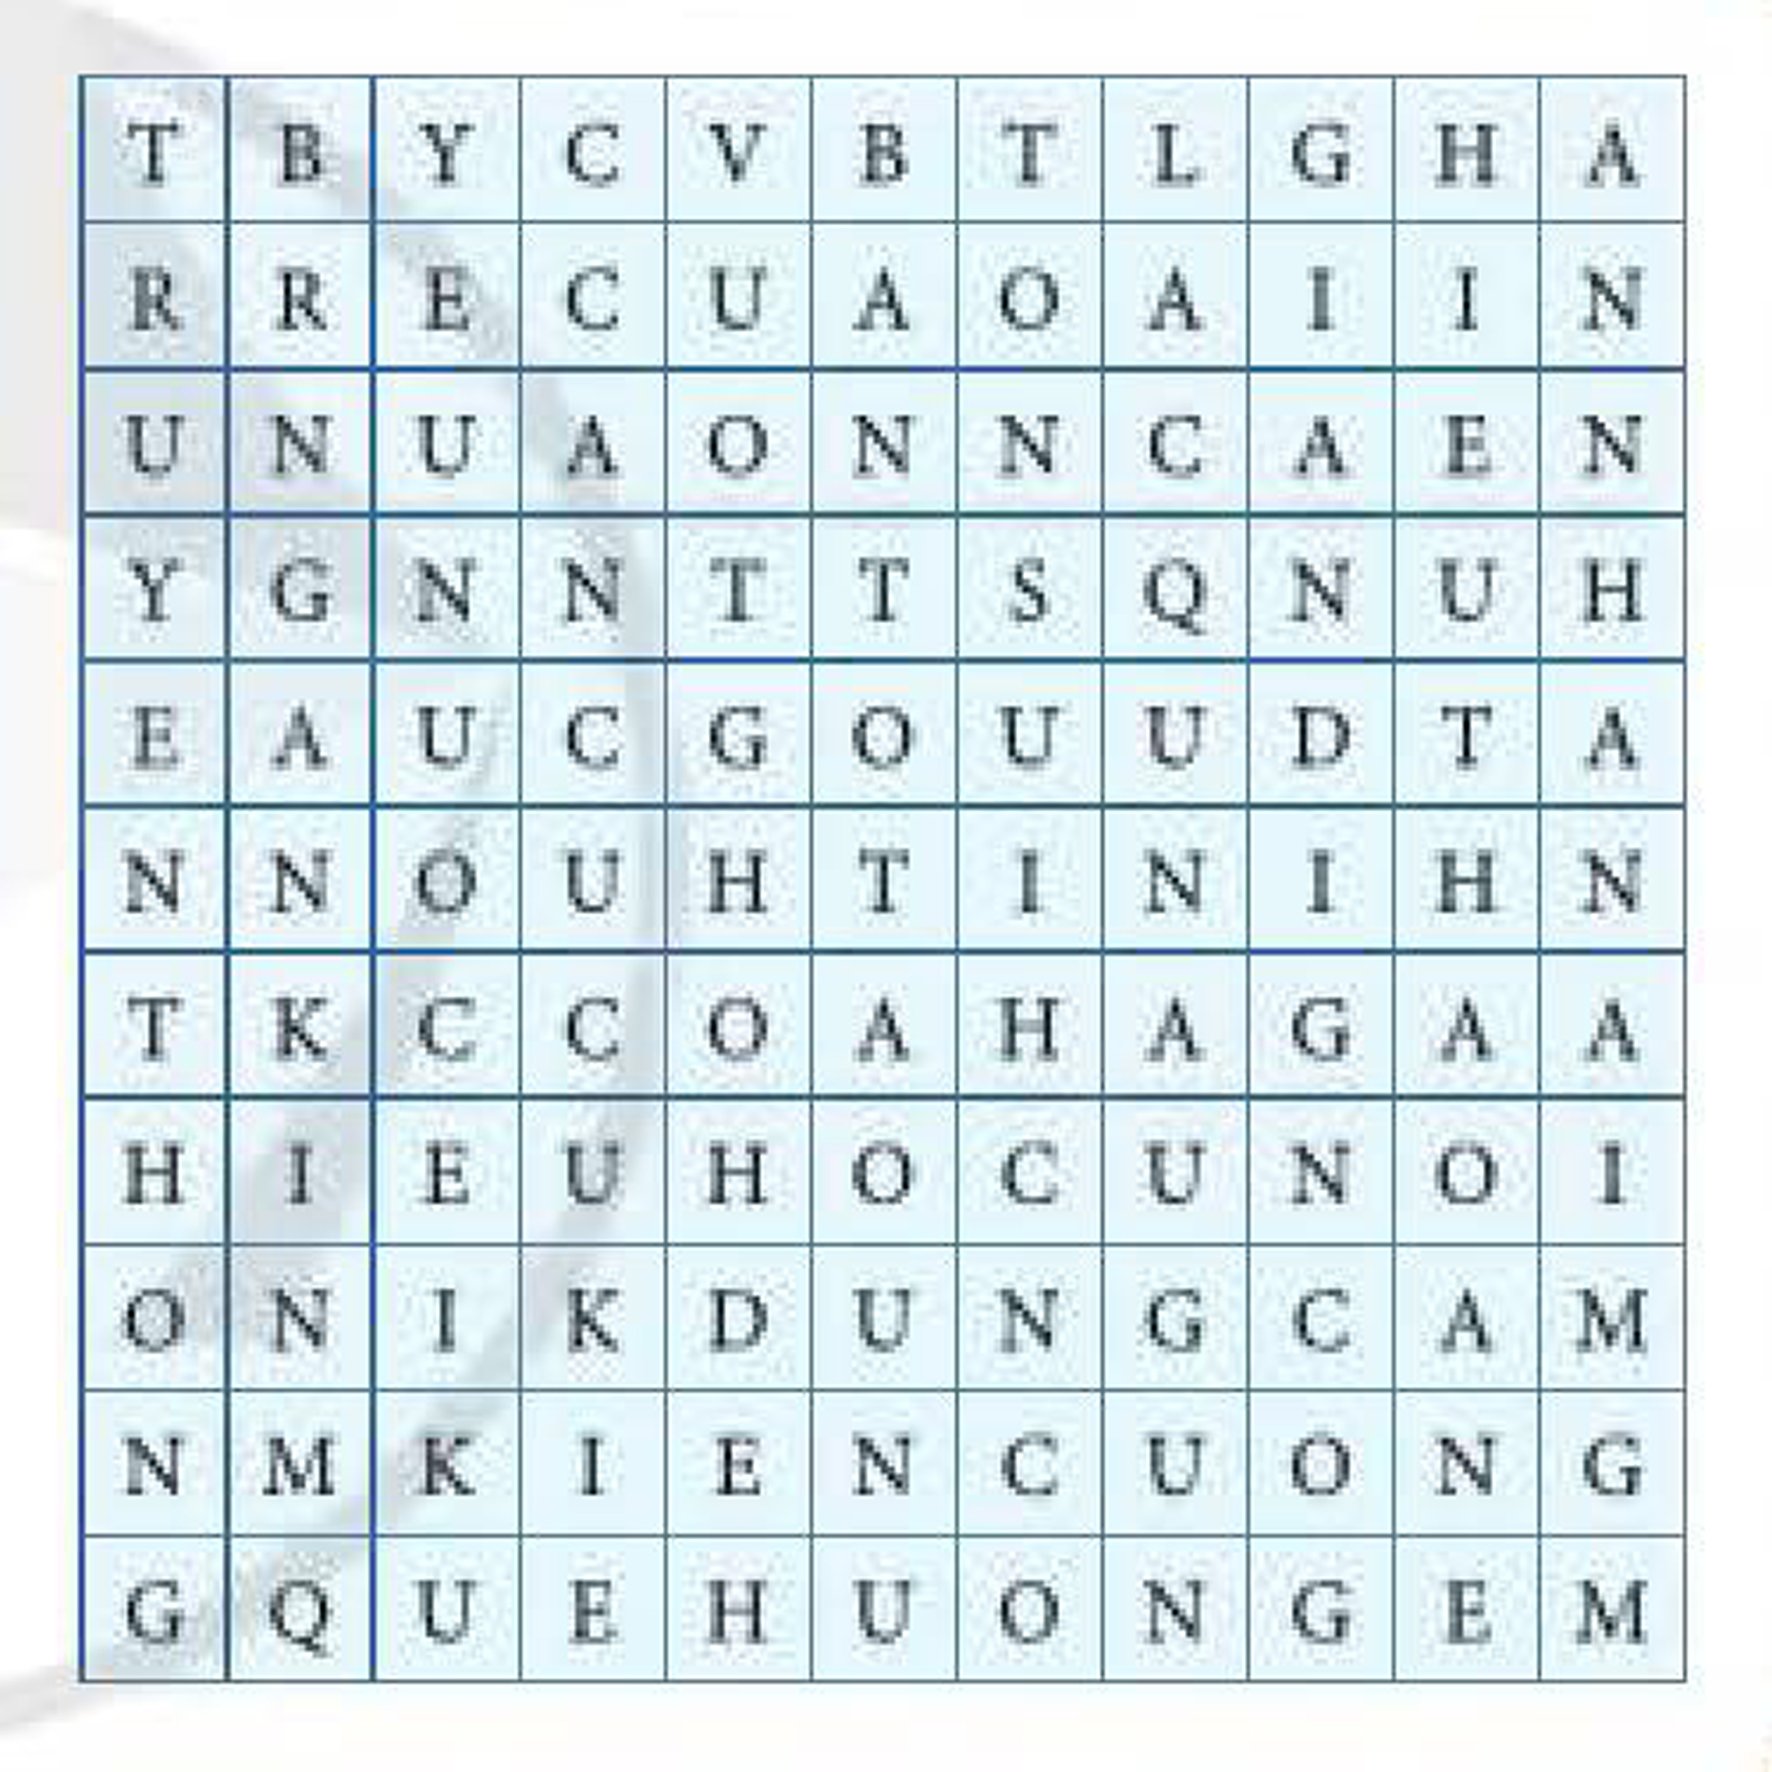 T B Y C V B T L G H A
R R E C U A O A I I N
U N U A O N N C A E N
Y G N N T T S Q N U H
E A U C G O U U D T A
N N O U H T I N I H N
T K C C O A H A G A A
H I E U H O C U N O I
O N I K D U N G C A M
N M K I E N C U O N G
G Q U E H U O N G E M